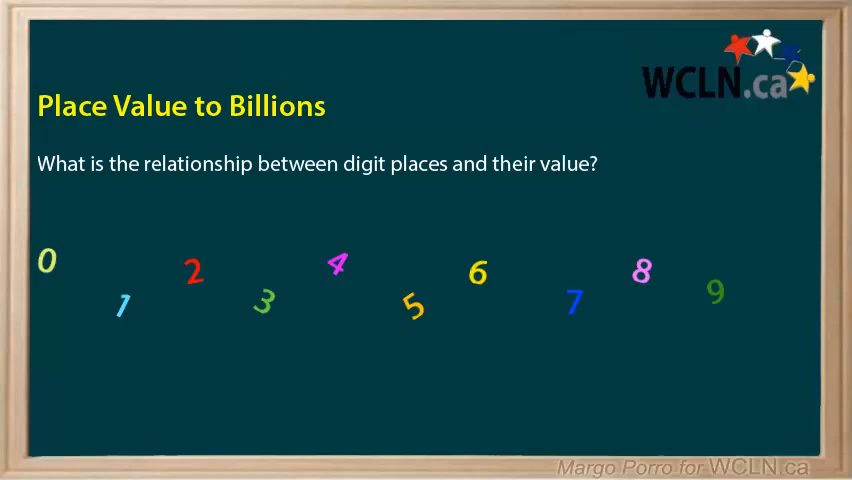 WCLN.ca
Place Value to Billions
What is the relationship between digit places and their value?
0 1 2 3 4 5 6 7 8 9
Margo Porro for WCLN.ca